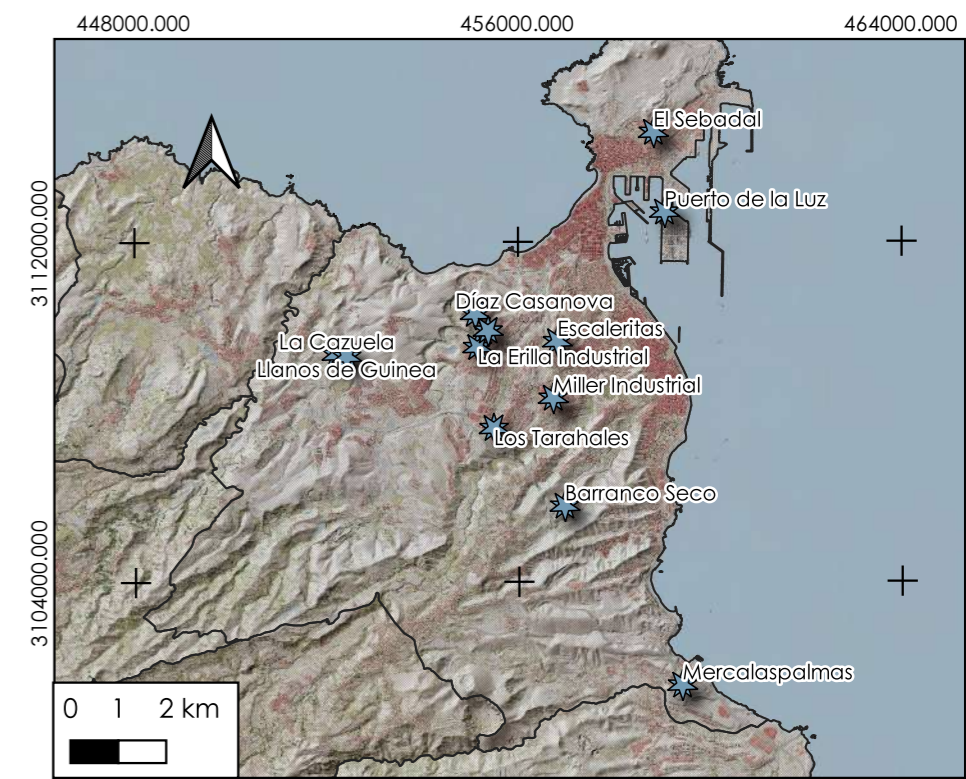 448000.000
456000.000
464000.000
3112000.000
3104000.000
El Sebadal
Puerto de la Luz
Díaz Casanova
Escaleritas
La Cazuela
La Erilla Industrial
Llanos de Guinea
Miller Industrial
Los Tarahales
Barranco Seco
Mercalaspalmas
0 1 2 km